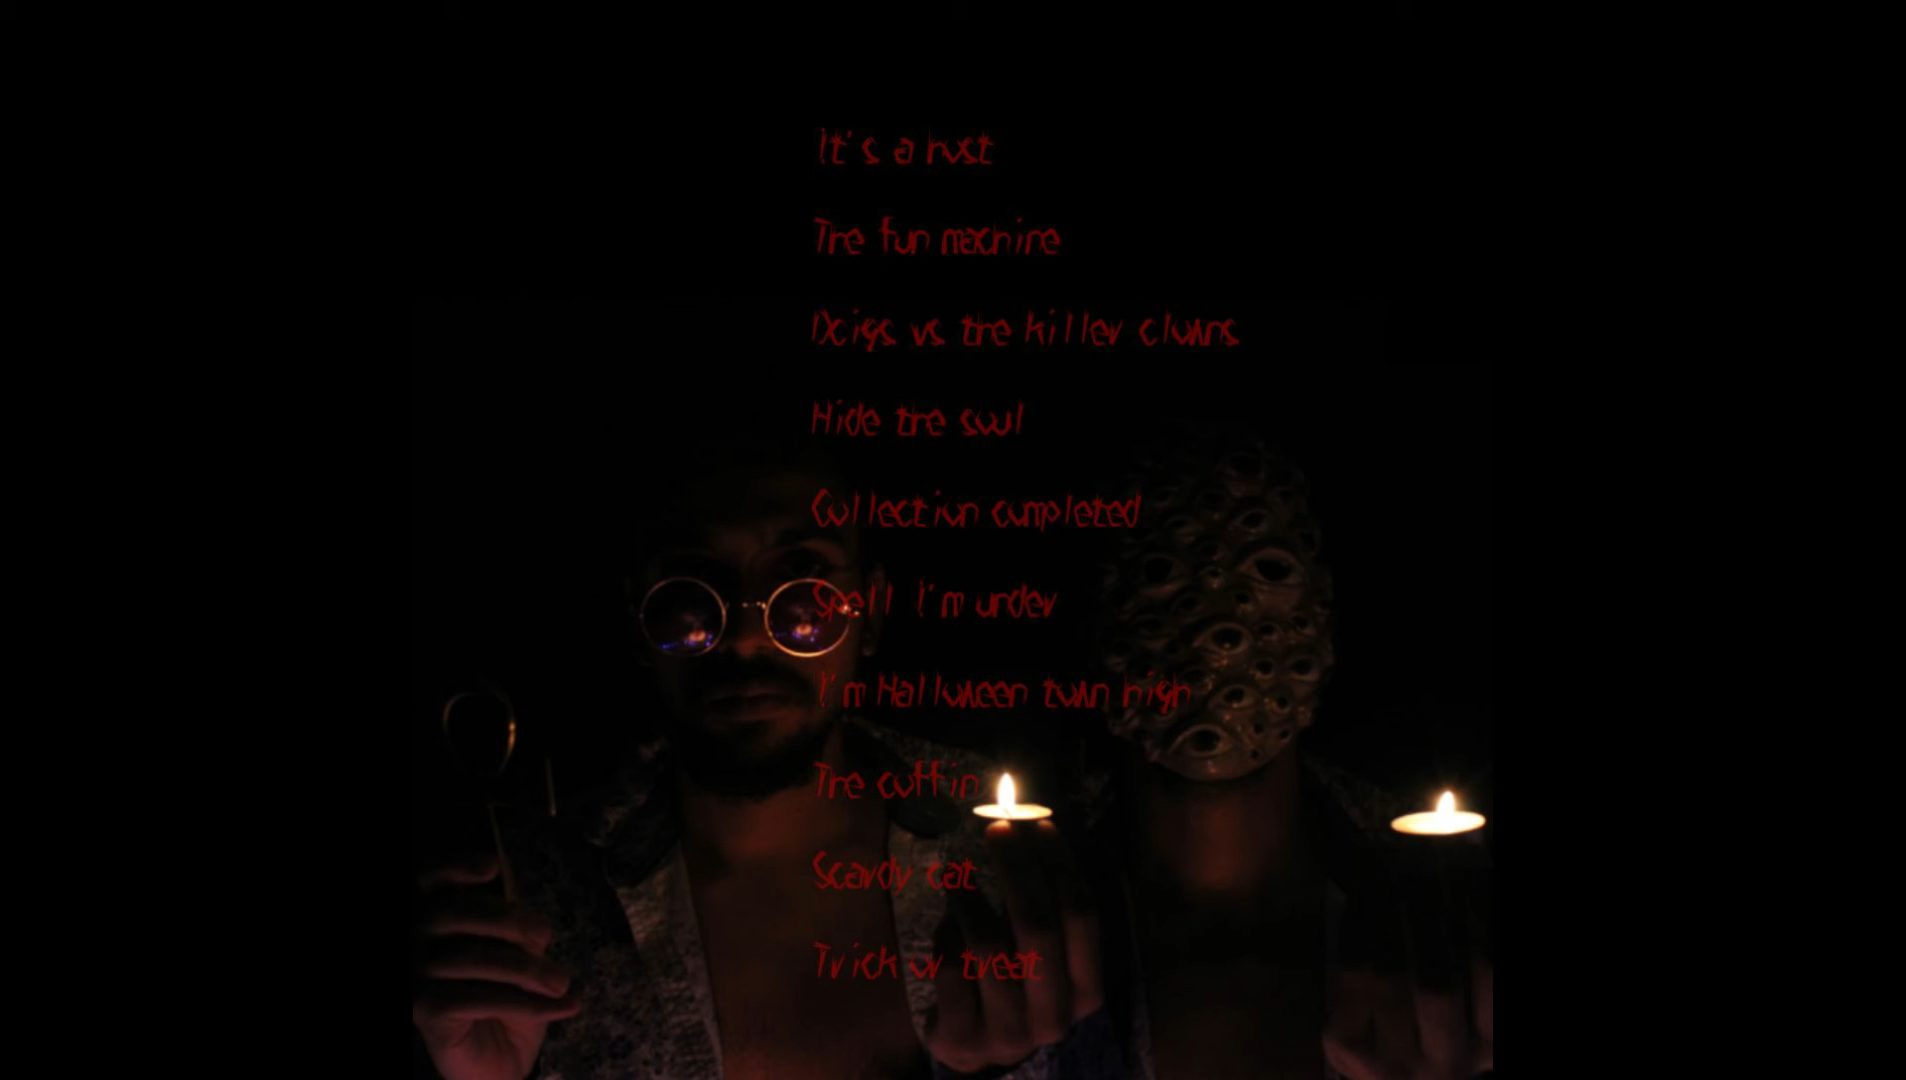 It's a host
The fun machine
vs the killer clowns
Hide the soul
Collection completed
Spell I'm under
I'm Halloween town high
The coffin
Scardy cat
Trick or treat